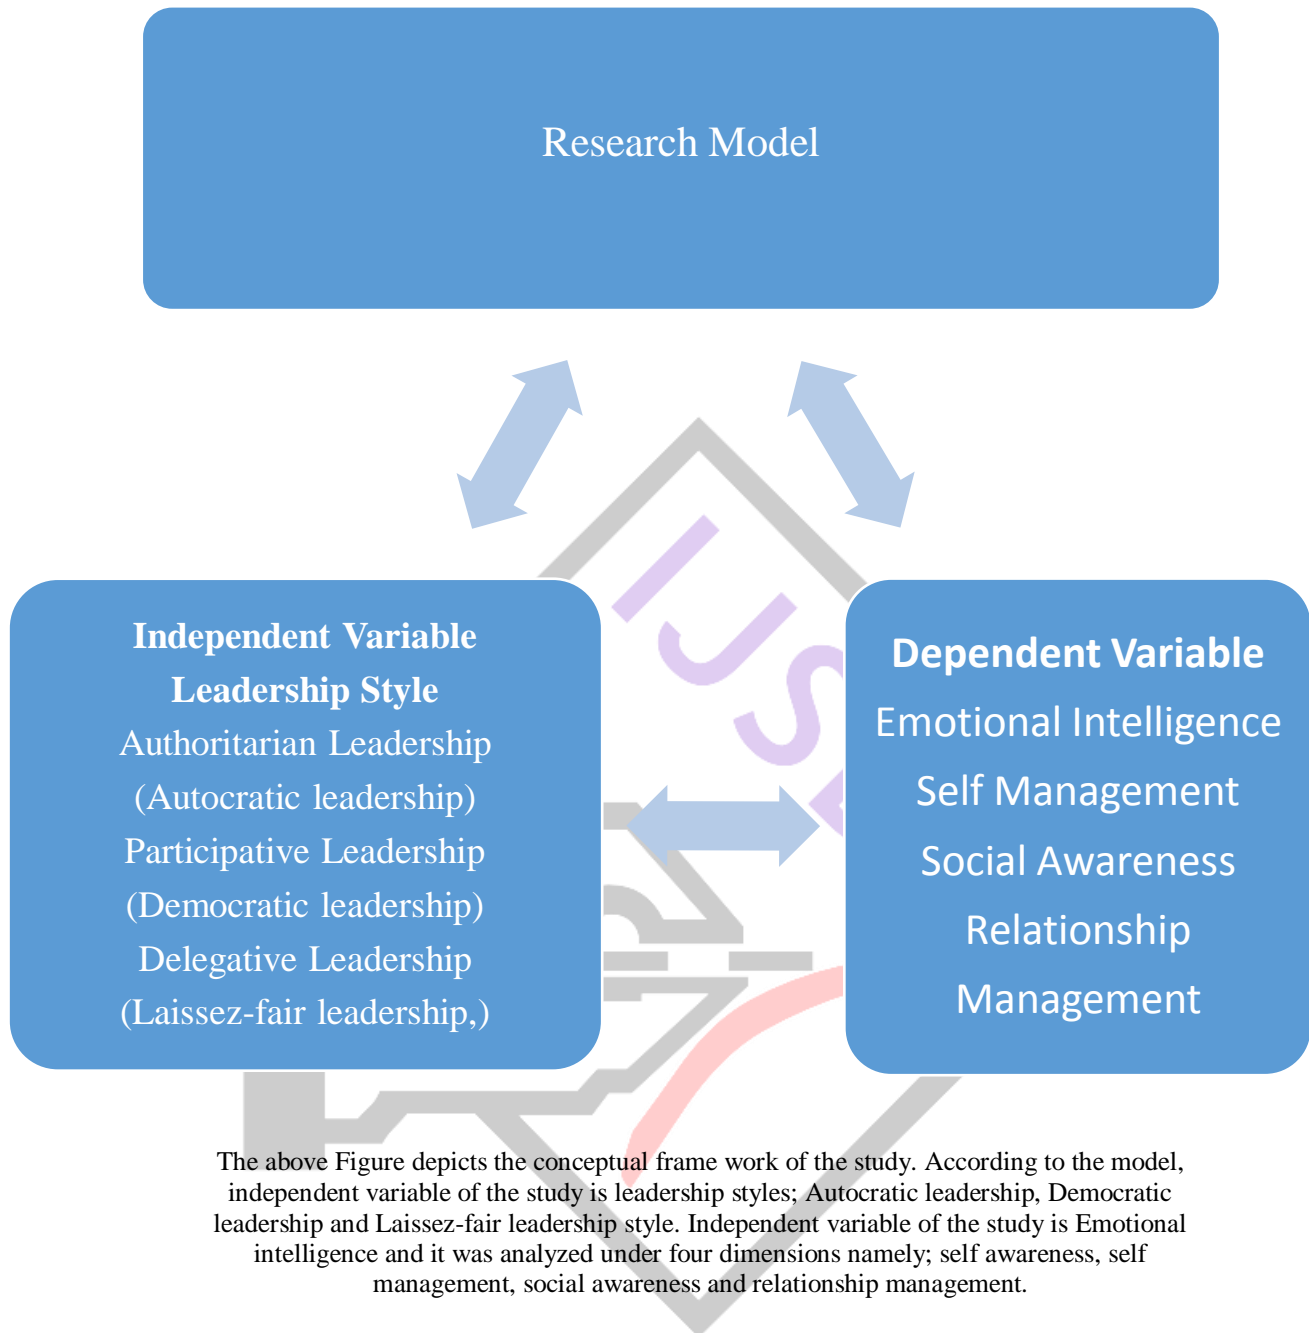 Research Model
Independent Variable
Leadership Style
Authoritarian Leadership
(Autocratic leadership)
Participative Leadership
(Democratic leadership)
Delegative Leadership
(Laissez-fair leadership,)
Dependent Variable
Emotional Intelligence
Self Management
Social Awareness
Relationship
Management
The above Figure depicts the conceptual frame work of the study. According to the model,
independent variable of the study is leadership styles; Autocratic leadership, Democratic
leadership and Laissez-fair leadership style. Independent variable of the study is Emotional
intelligence and it was analyzed under four dimensions namely; self awareness, self
management, social awareness and relationship management.